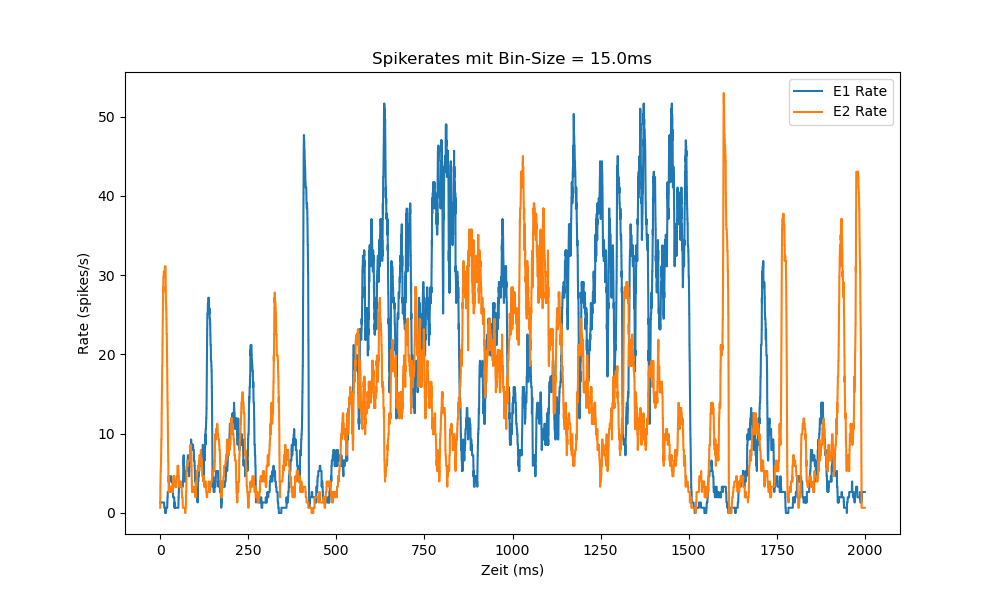 Spikerates mit Bin-Size = 15.0ms
E1 Rate
E2 Rate
50
40
30
20
10
0
Rate (spikes/s)
0 250 500 750 1000 1250 1500 1750 2000
Zeit (ms)